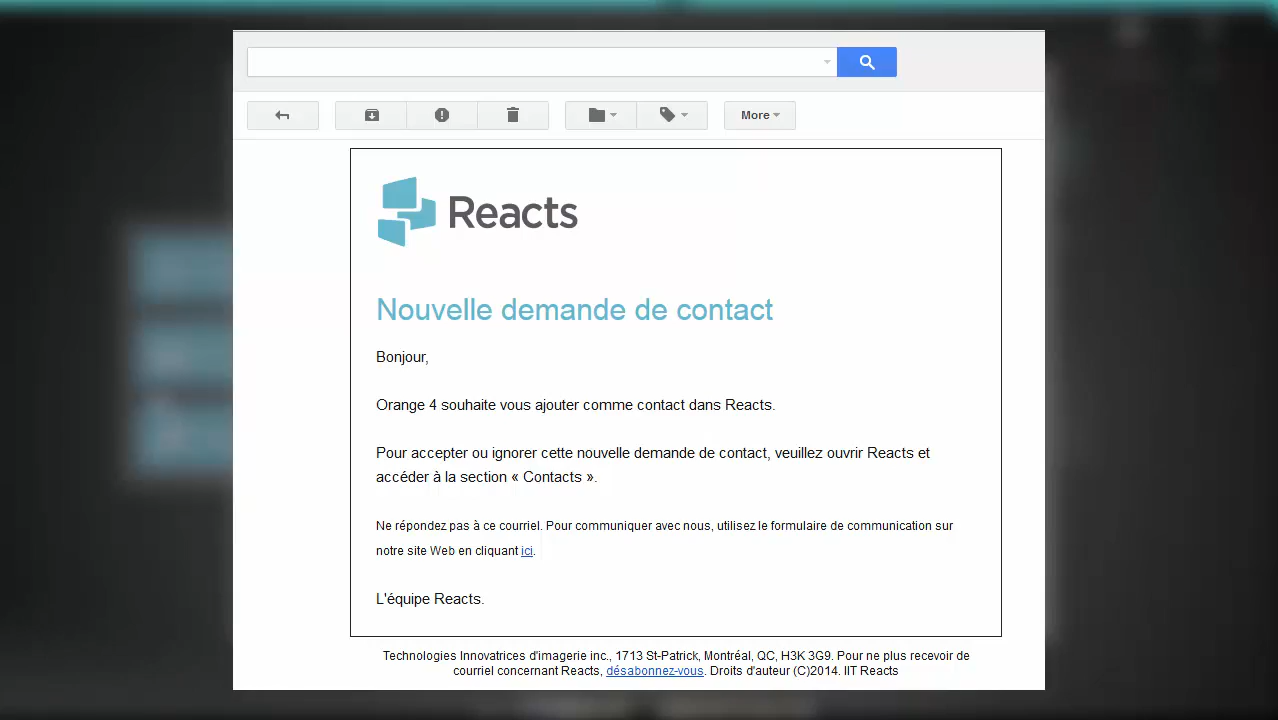 More
Reacts
Nouvelle demande de contact
Bonjour,
Orange 4 souhaite vous ajouter comme contact dans Reacts.
Pour accepter ou ignorer cette nouvelle demande de contact, veuillez ouvrir Reacts et
accéder à la section « Contacts ».
Ne répondez pas à ce courriel. Pour communiquer avec nous, utilisez le formulaire de communication sur
notre site Web en cliquant ici.
L'équipe Reacts.
Technologies Innovatrices d'imagerie inc., 1713 St-Patrick, Montréal, QC, H3K 3G9. Pour ne plus recevoir de
courriel concernant Reacts, désabonnez-vous. Droits d'auteur (C)2014. IIT Reacts